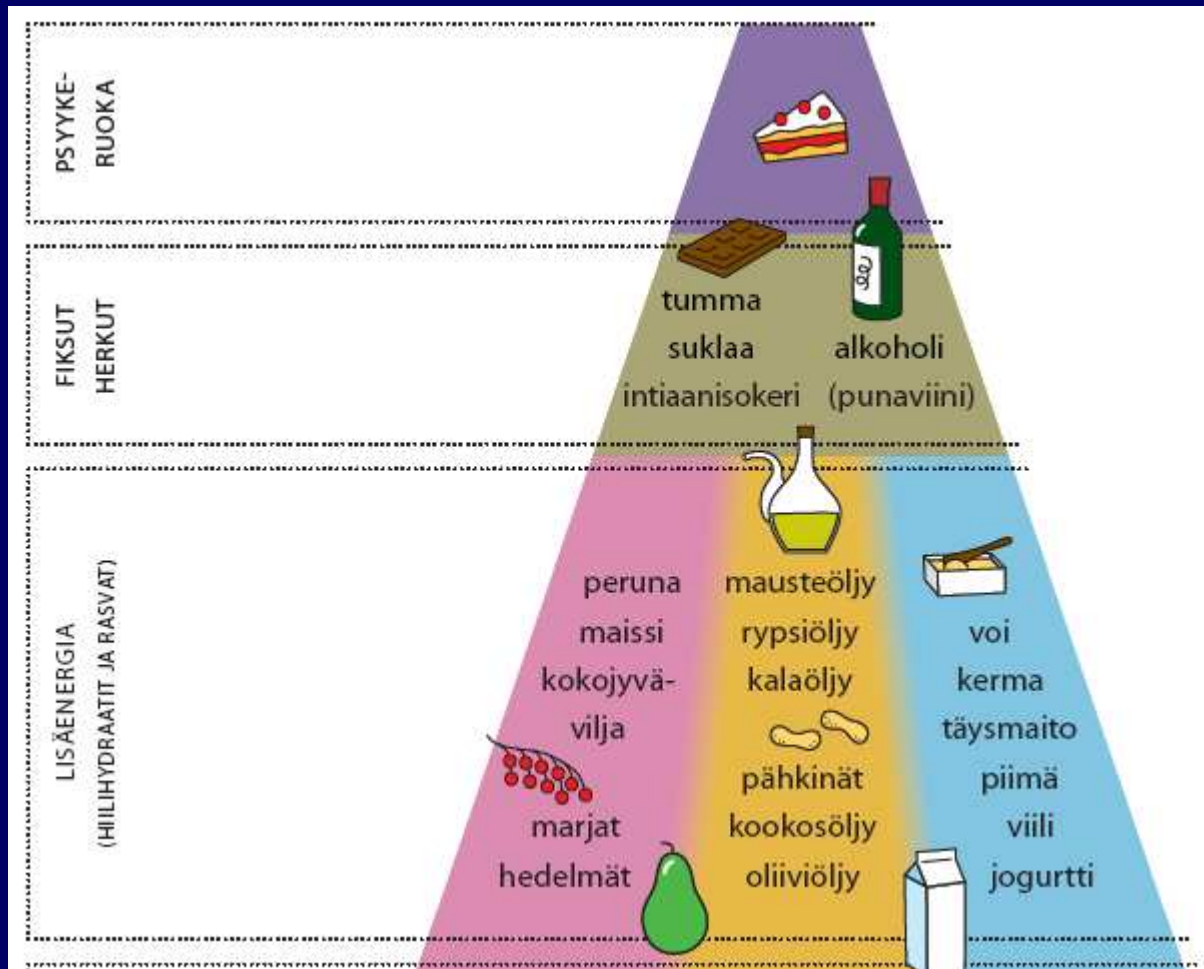 PSYYKE-
RUOKA
FIKSUT
HERKUT
tumma
suklaa
intiaanisokeri
alkoholi
(punaviini)
LISÄENERGIA
(HIILIHYDRAATIT JA RASVAT)
peruna
maissi
kokojyvä-
vilja
marjat
hedelmät
mausteöljy
rypsiöljy
kalaöljy
pähkinät
kookosöljy
oliiviöljy
voi
kerma
täysmaito
piimä
viili
jogurtti